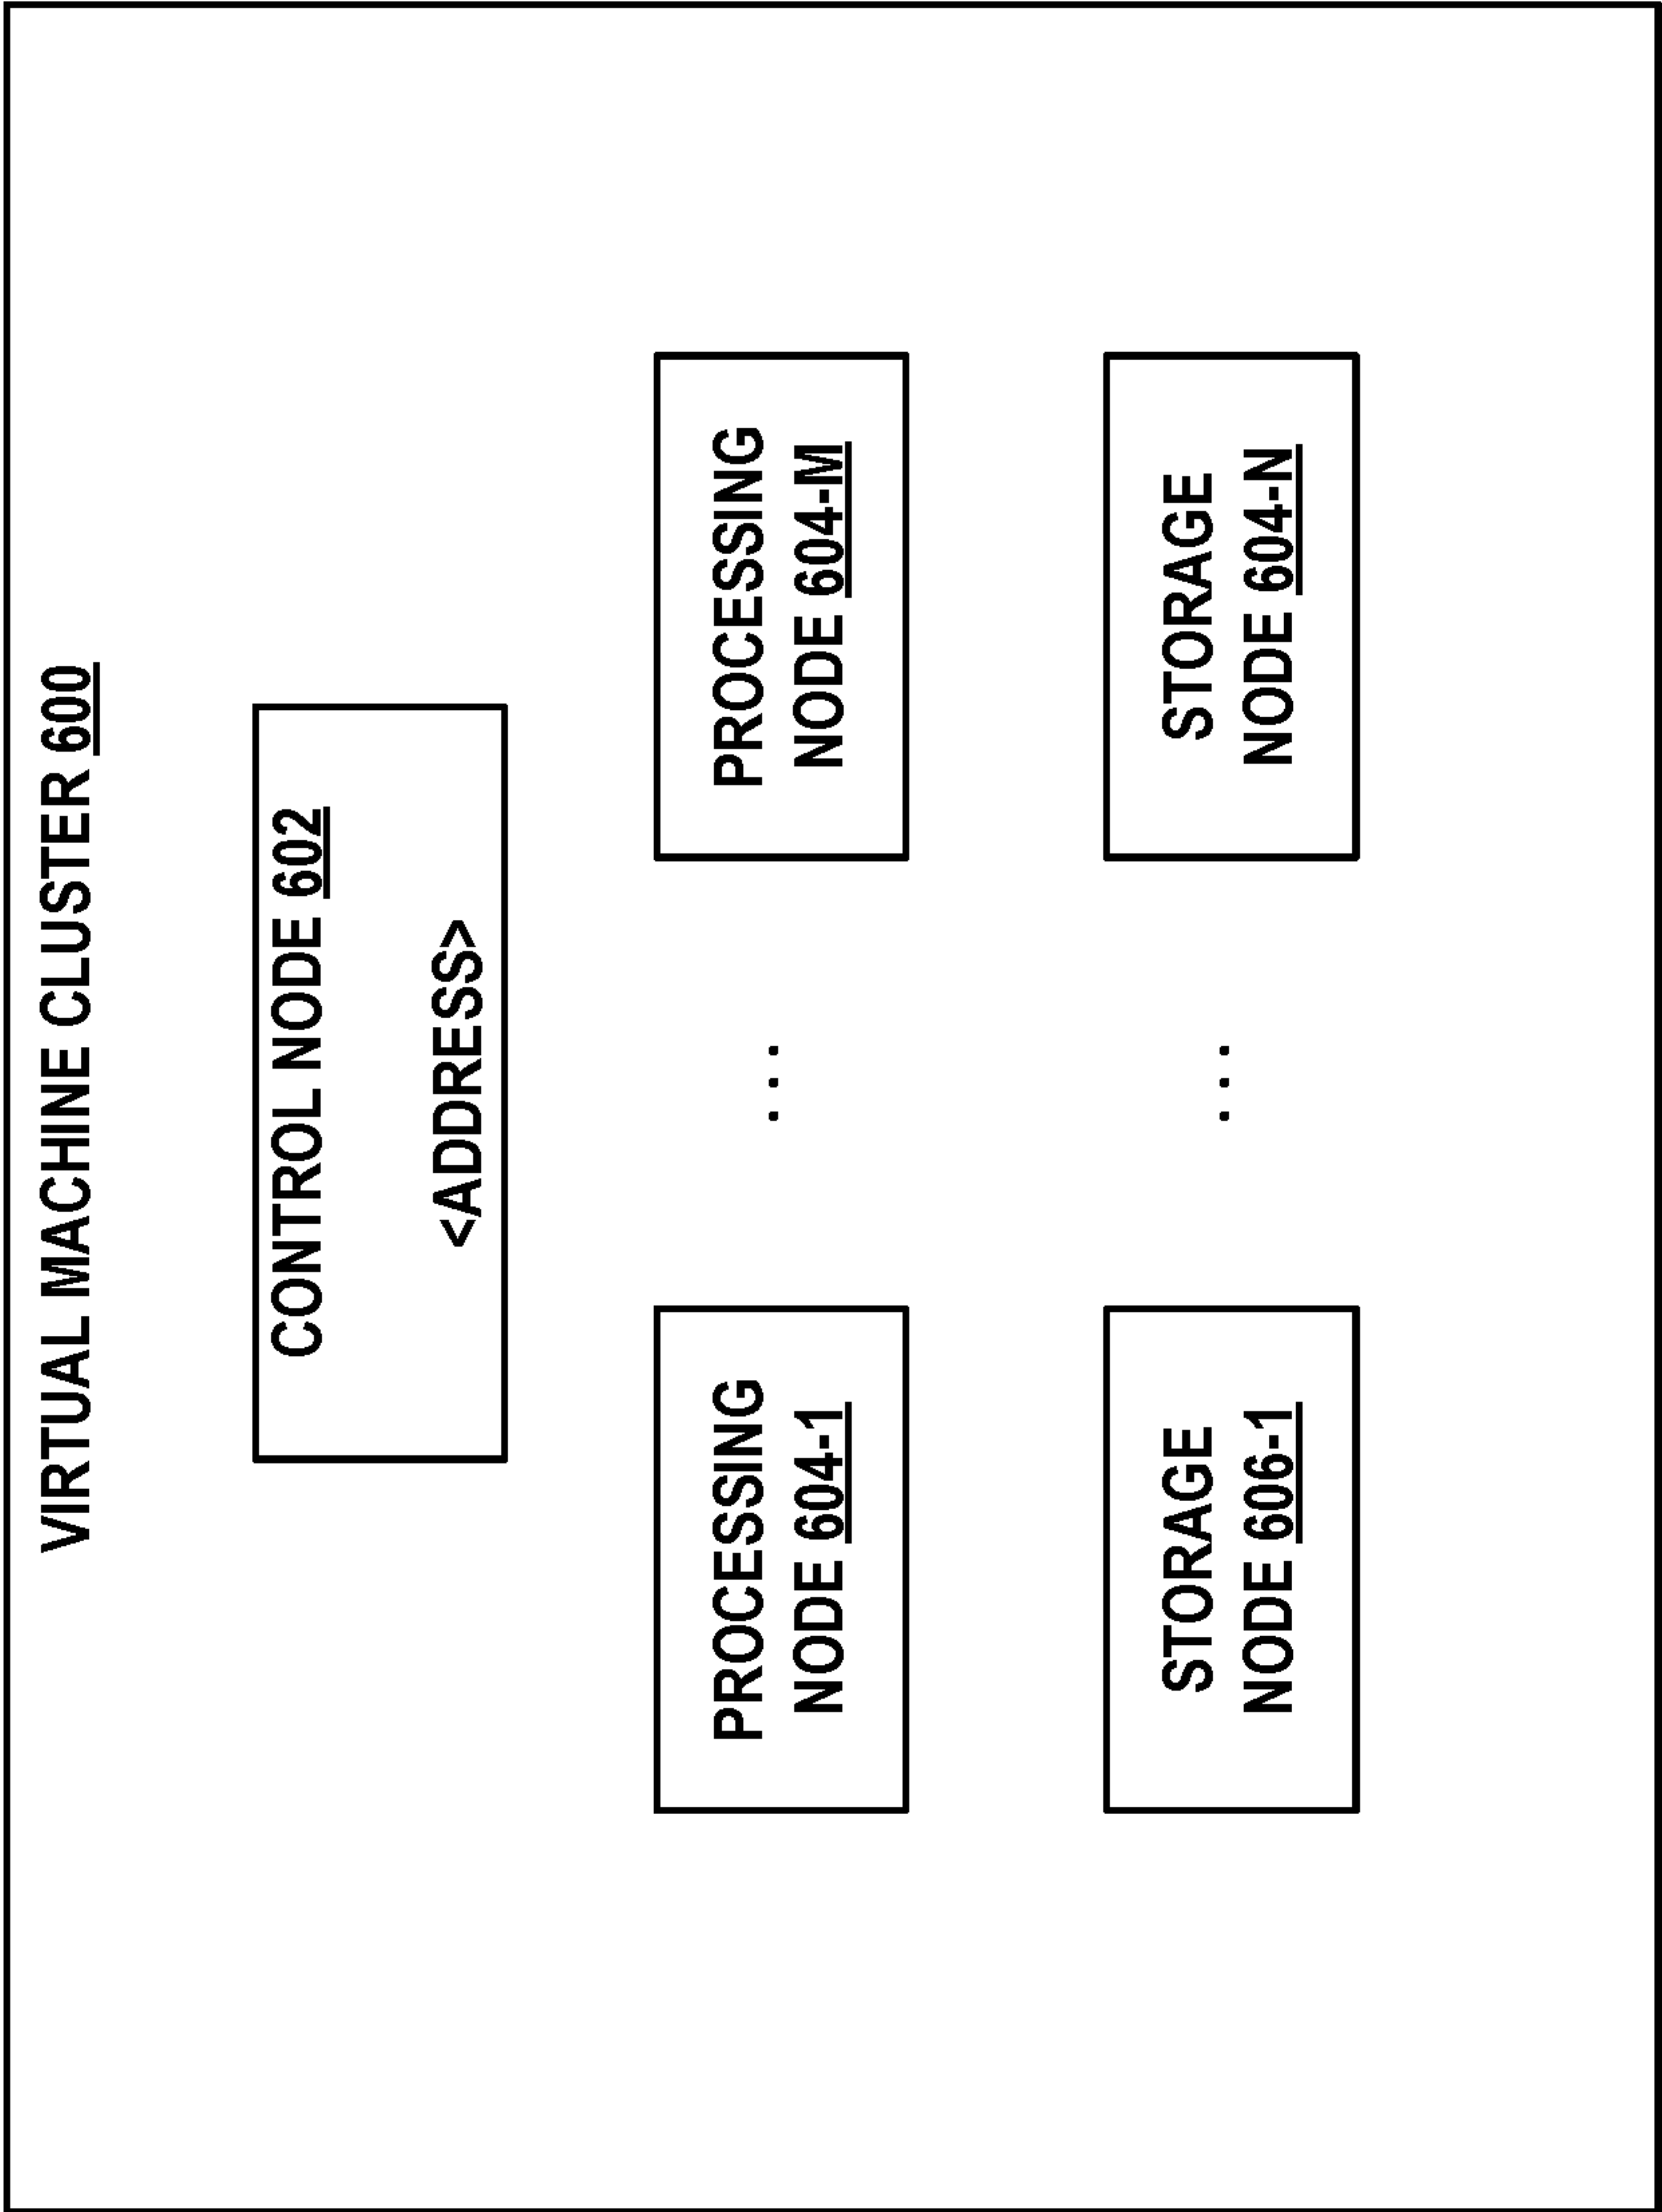 VIRTUAL MACHINE CLUSTER 600
CONTROL NODE 602
<ADDRESS>
PROCESSING
NODE 604-1
. . .
PROCESSING
NODE 604-M
STORAGE
NODE 606-1
. . .
STORAGE
NODE 604-N